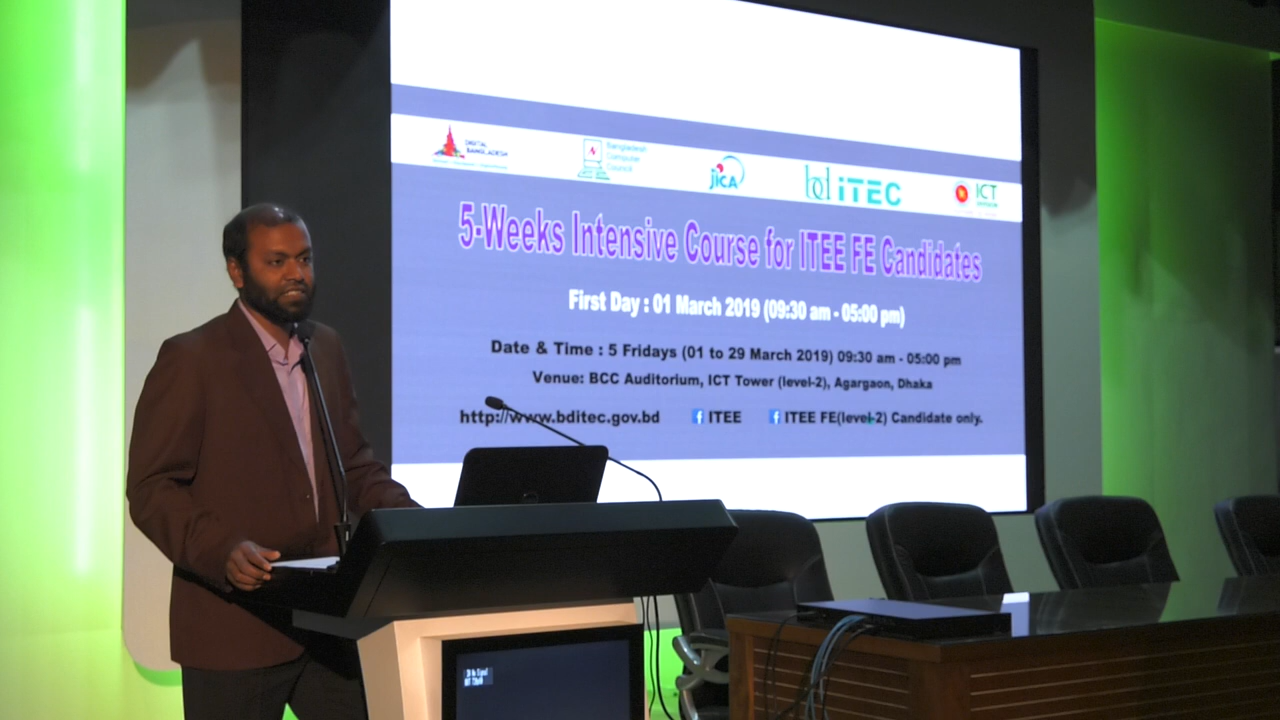 DIGITAL
BANGLADESH
Bangladesh
Computer
Council
jICA
bd iTEC
ICT
DIVISION
5-Weeks Intensive Course for ITEE FE Candidates
First Day : 01 March 2019 (09:30 am - 05:00 pm)
Date & Time : 5 Fridays (01 to 29 March 2019) 09:30 am - 05:00 pm
Venue: BCC Auditorium, ICT Tower (level-2), Agargaon, Dhaka
http://www.bditec.gov.bd f ITEE f ITEE FE(level-2) Candidate only.